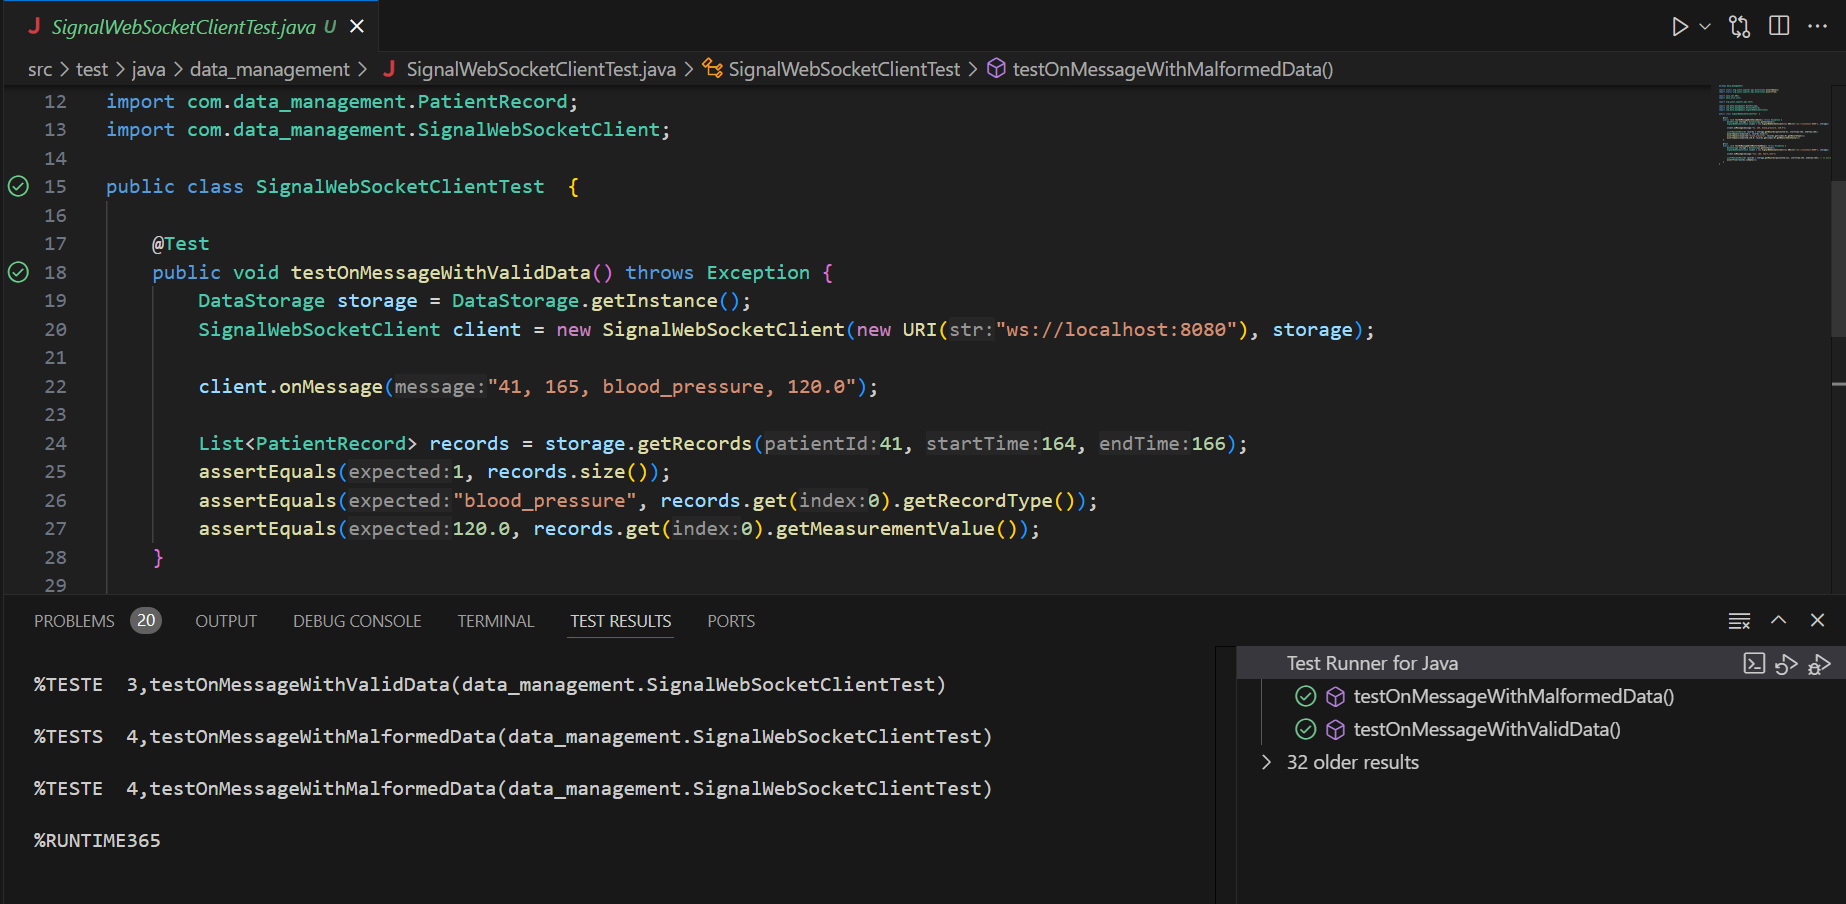 J SignalWebSocketClientTest.java U
src > test > java > data_management > J SignalWebSocketClientTest.java > SignalWebSocketClientTest > testOnMessageWithMalformedData()
12 import com.data_management.PatientRecord;
13 import com.data_management.SignalWebSocketClient;
14
15 public class SignalWebSocketClientTest  {
16
17 @Test
18 public void testOnMessageWithValidData() throws Exception {
19 DataStorage storage = DataStorage.getInstance();
20 SignalWebSocketClient client = new SignalWebSocketClient(new URI(str:"ws://localhost:8080"), storage);
21
22 client.onMessage(message:"41, 165, blood_pressure, 120.0");
23
24 List<PatientRecord> records = storage.getRecords(patientId:41, startTime:164, endTime:166);
25 assertEquals(expected:1, records.size());
26 assertEquals(expected:"blood_pressure", records.get(index:0).getRecordType());
27 assertEquals(expected:120.0, records.get(index:0).getMeasurementValue());
28 }
29
PROBLEMS 20 OUTPUT DEBUG CONSOLE TERMINAL TEST RESULTS PORTS
%TESTE  3,testOnMessageWithValidData(data_management.SignalWebSocketClientTest)
%TESTS  4,testOnMessageWithMalformedData(data_management.SignalWebSocketClientTest)
%TESTE  4,testOnMessageWithMalformedData(data_management.SignalWebSocketClientTest)
%RUNTIME365
Test Runner for Java
testOnMessageWithMalformedData()
testOnMessageWithValidData()
32 older results